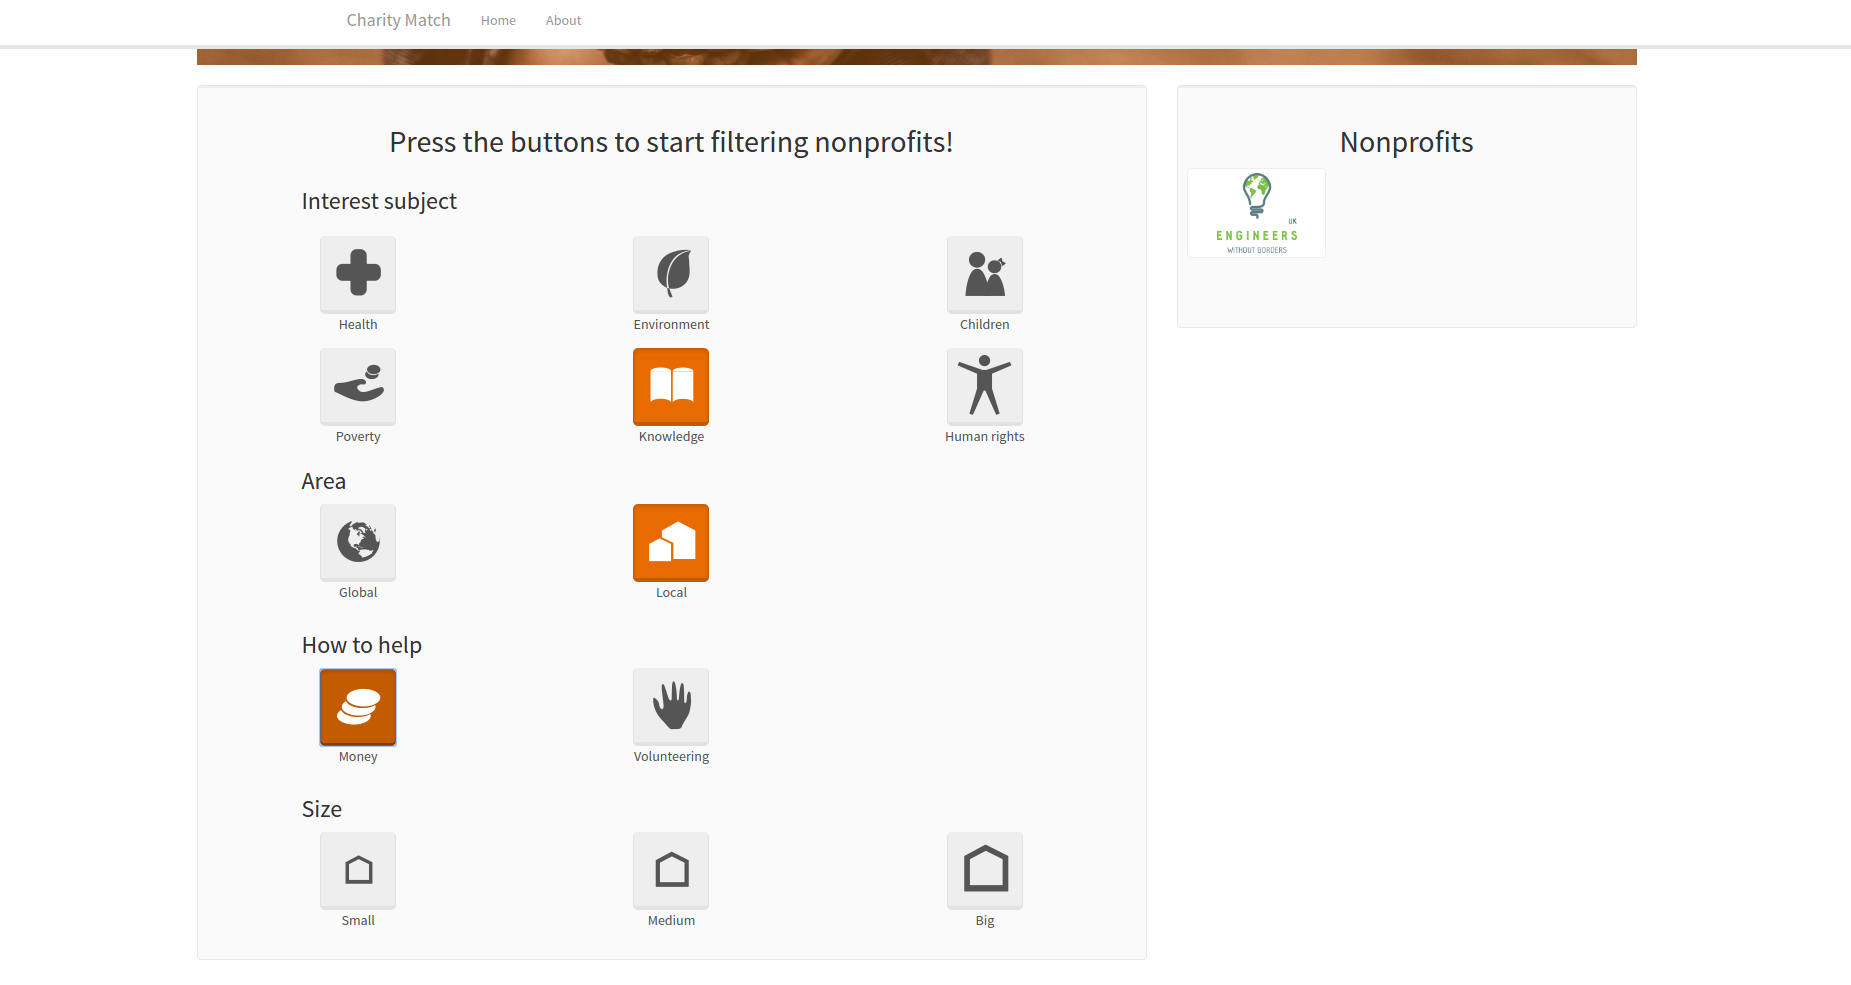 Charity Match Home About
Press the buttons to start filtering nonprofits!
Interest subject
Health Environment Children
Poverty Knowledge Human rights
Area
Global Local
How to help
Money Volunteering
Size
Small Medium Big
Nonprofits
UK
ENGINEERS
WITHOUT BORDERS